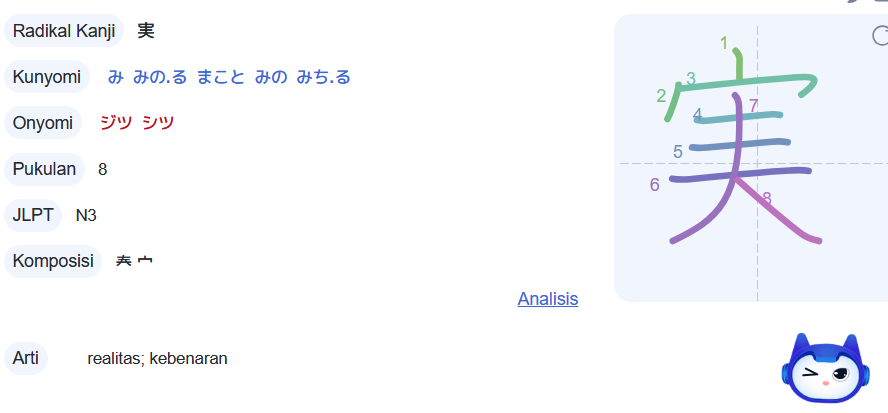 Radikal Kanji 実
Kunyomi み みの.る まこと みの みち.る
Onyomi ジツ シツ
Pukulan 8
JLPT N3
Komposisi 𡗗 宀
Analisis
Arti realitas; kebenaran
1
2
3
4
5
6
7
8
実